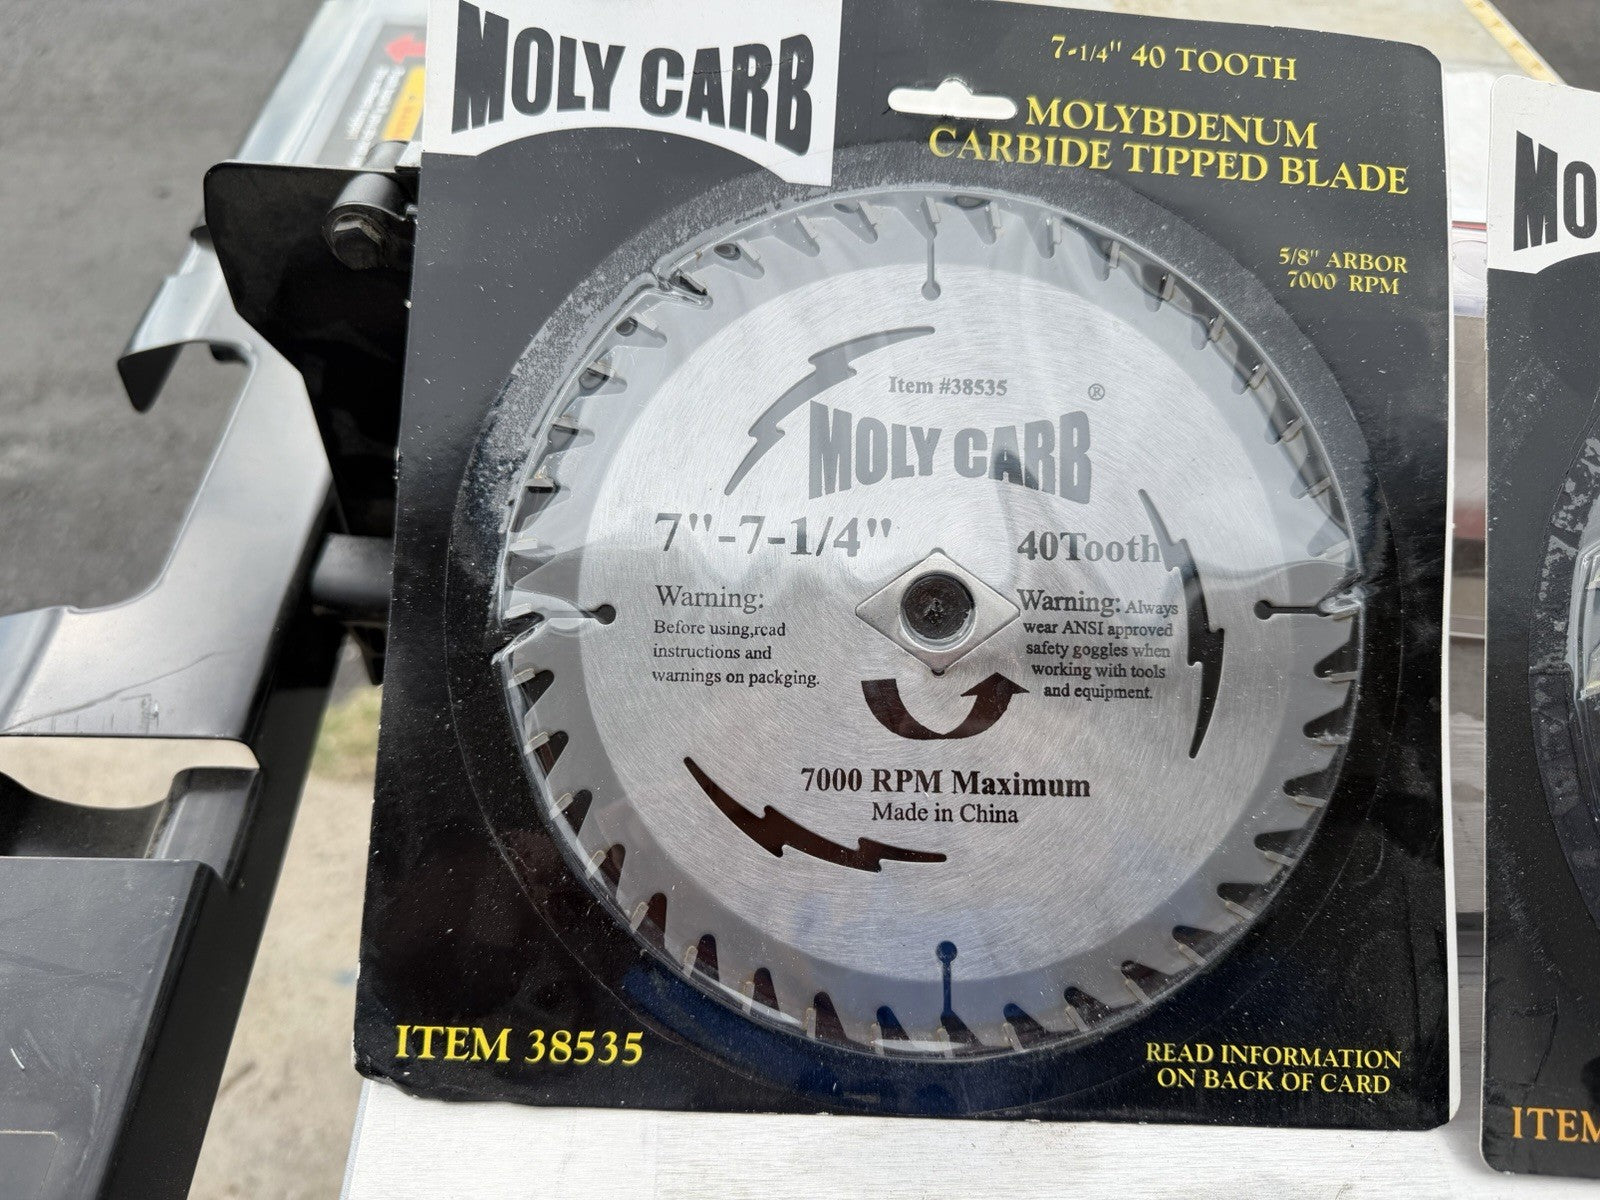 MOLY CARB
7-1/4" 40 TOOTH
MOLYBDENUM
CARBIDE TIPPED BLADE
5/8" ARBOR
7000 RPM
Item #38535
MOLY CARB®
7"-7-1/4"
40Tooth
Warning:
Before using,read
instructions and
warnings on packging.
Warning: Always
wear ANSI approved
safety goggles when
working with tools
and equipment.
7000 RPM Maximum
Made in China
ITEM 38535
READ INFORMATION
ON BACK OF CARD
MO
ITEM